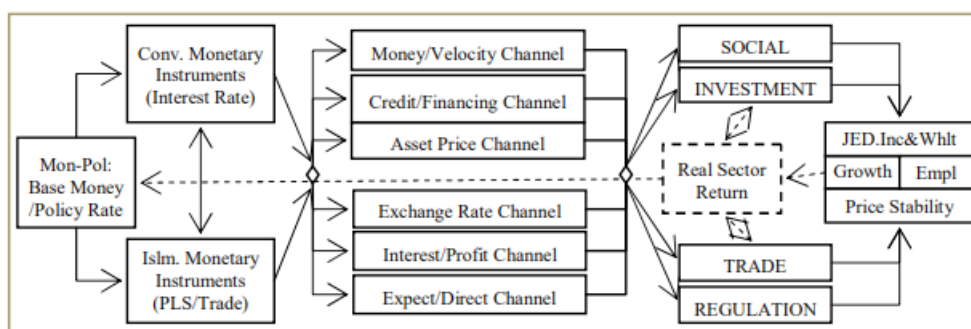 Mon-Pol:
Base Money
/Policy Rate
Conv. Monetary
Instruments
(Interest Rate)
Islm. Monetary
Instruments
(PLS/Trade)
Money/Velocity Channel
Credit/Financing Channel
Asset Price Channel
Exchange Rate Channel
Interest/Profit Channel
Expect/Direct Channel
SOCIAL
INVESTMENT
Real Sector
Return
TRADE
REGULATION
JED.Inc&Whlt
Growth
Empl
Price Stability